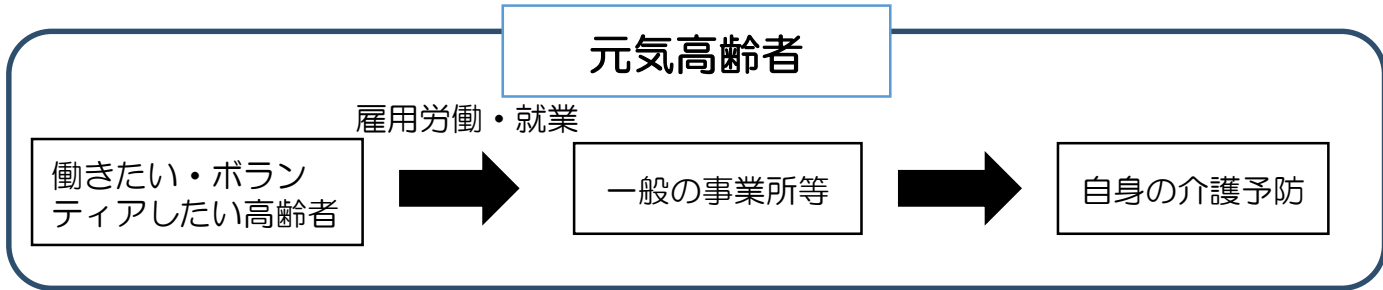 元気高齢者
雇用労働・就業
働きたい・ボラン
ティアしたい高齢者
一般の事業所等
自身の介護予防